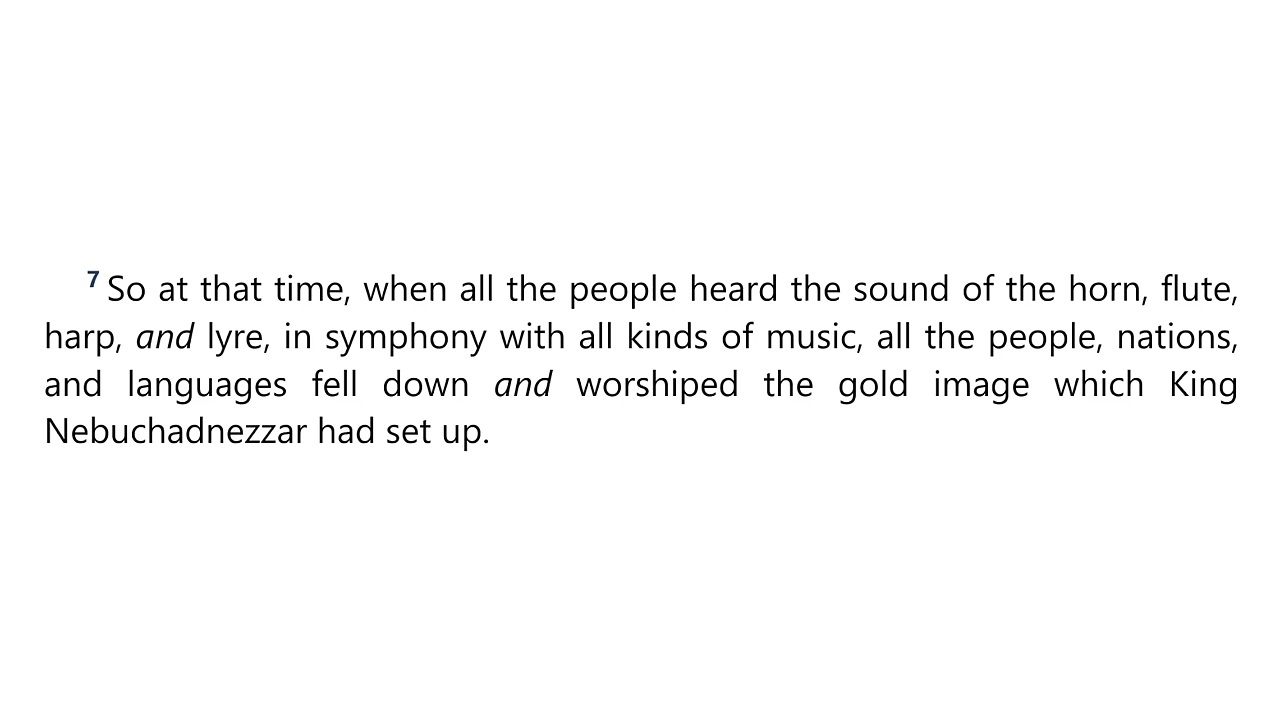 7 So at that time, when all the people heard the sound of the horn, flute,
harp, and lyre, in symphony with all kinds of music, all the people, nations,
and languages fell down and worshiped the gold image which King
Nebuchadnezzar had set up.